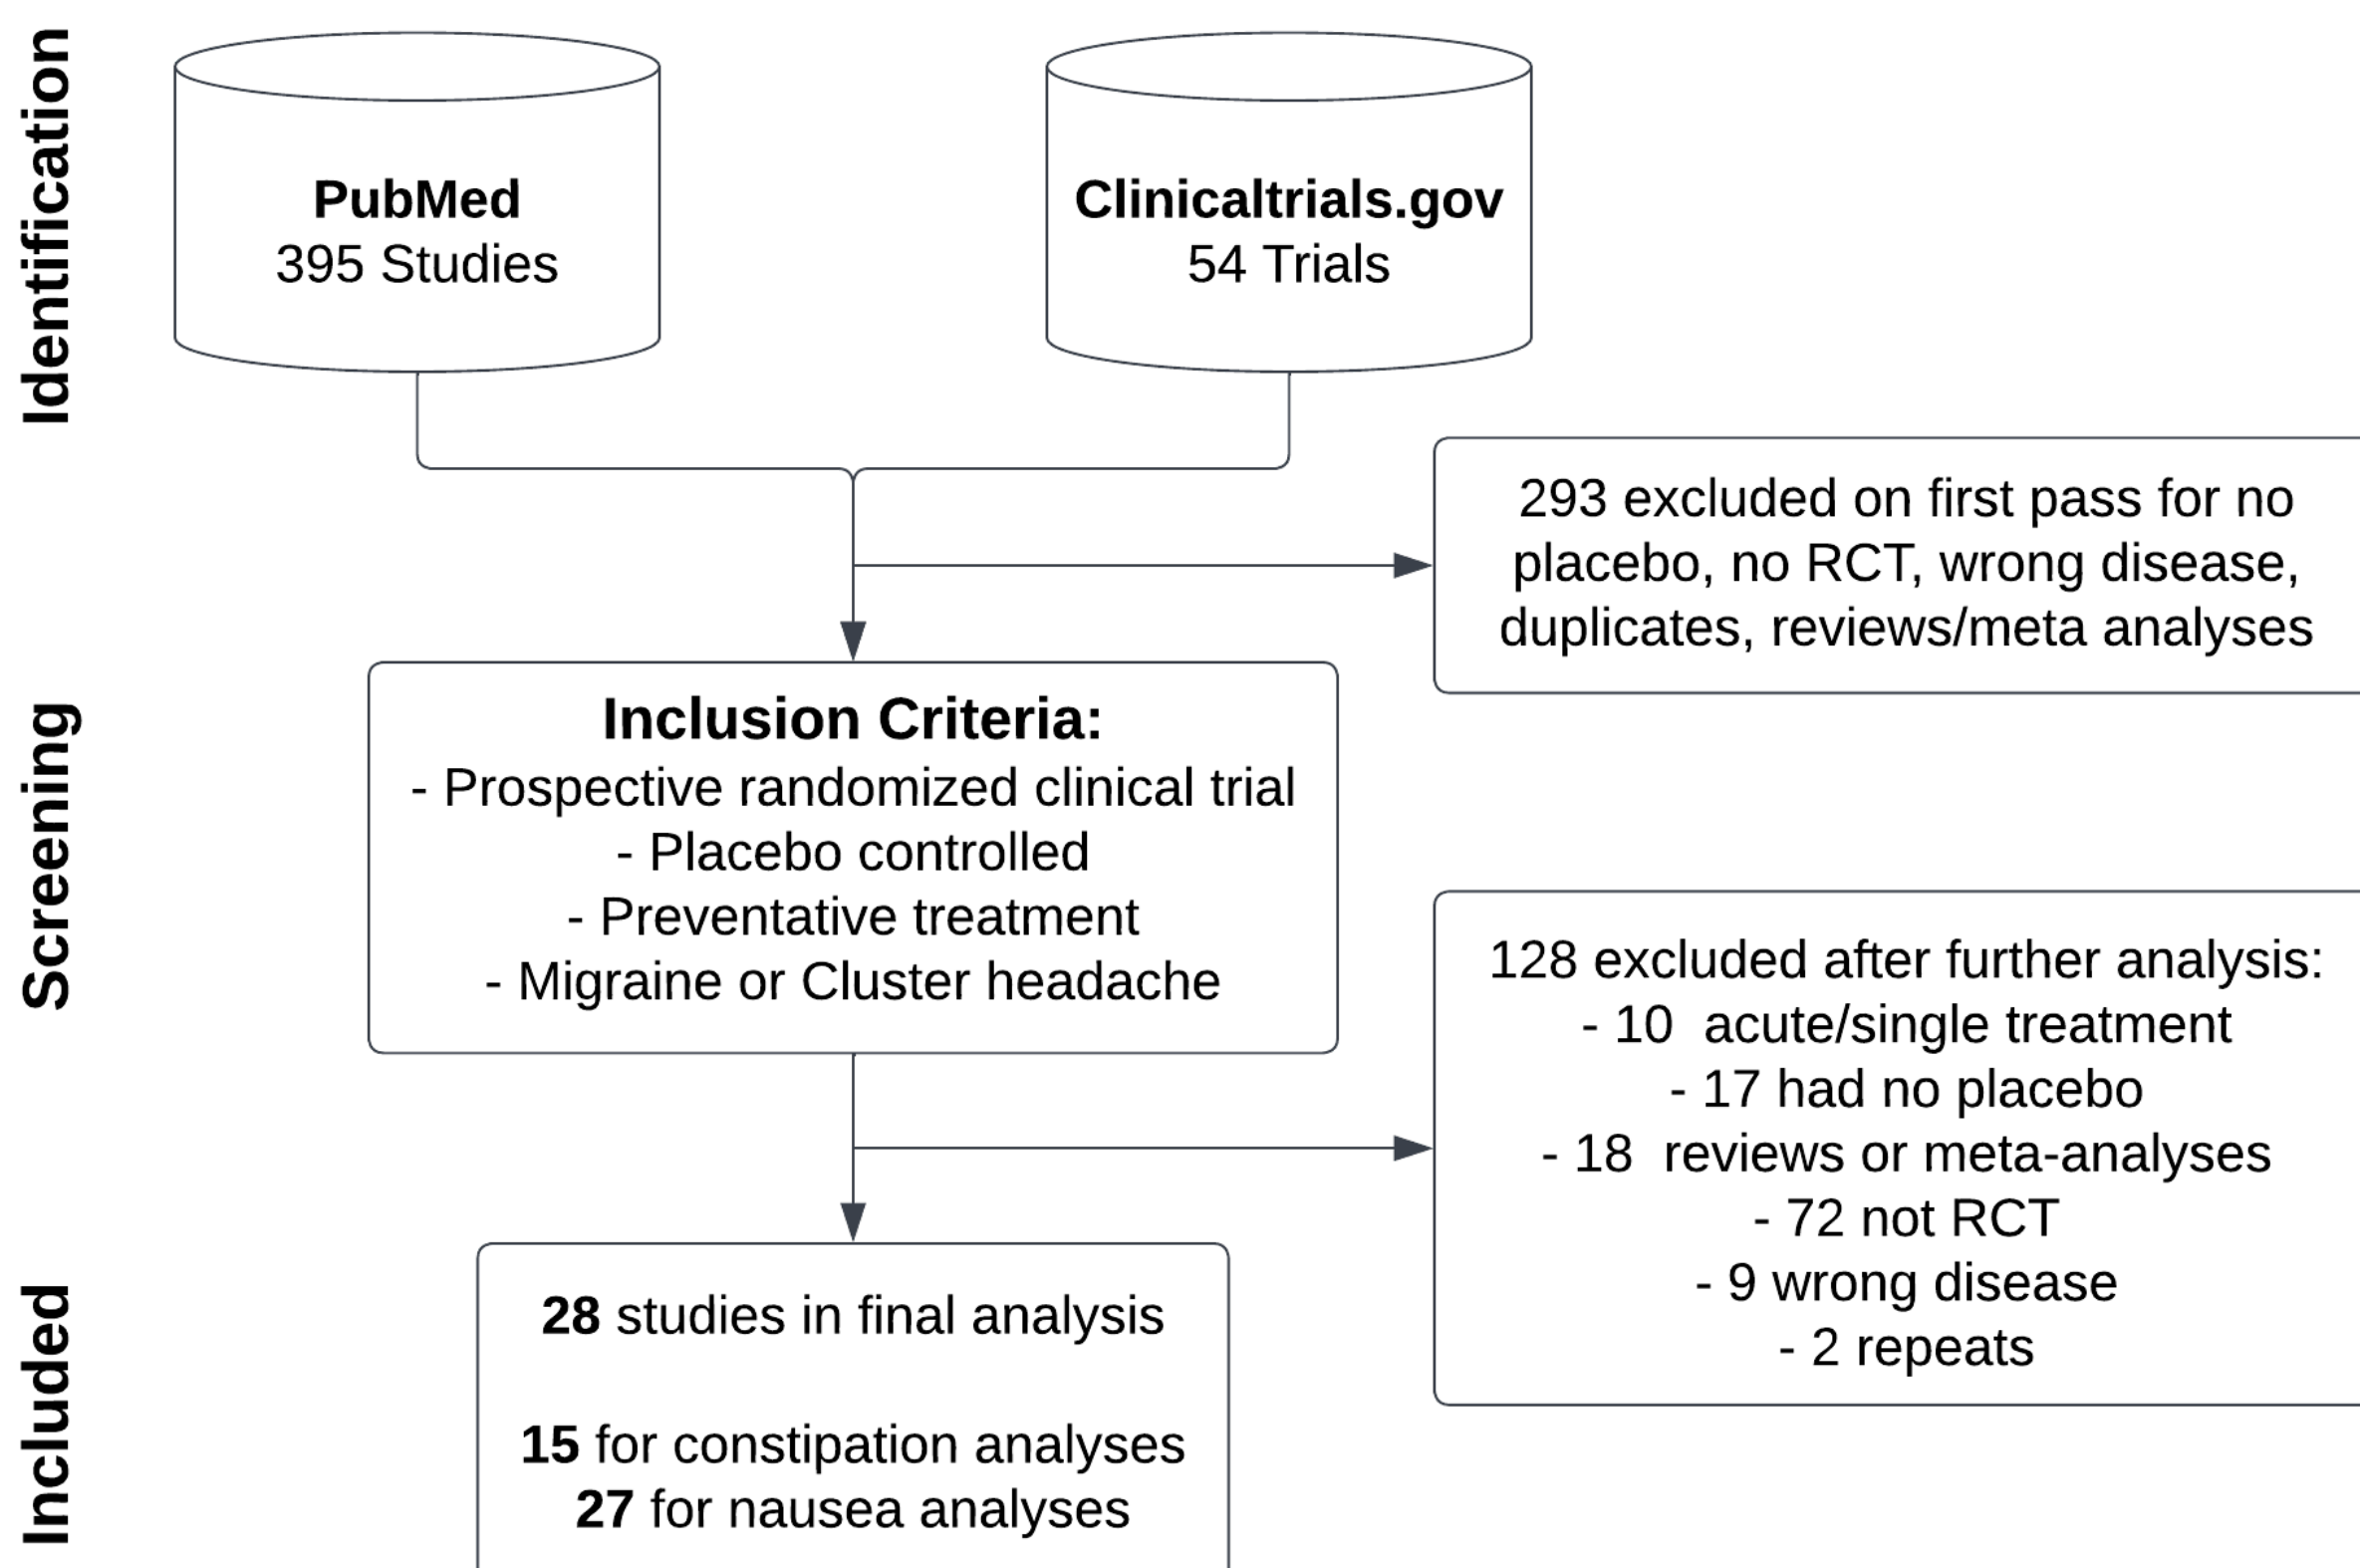 Identification
PubMed
395 Studies
Clinicaltrials.gov
54 Trials
293 excluded on first pass for no
placebo, no RCT, wrong disease,
duplicates, reviews/meta analyses
Screening
Inclusion Criteria:
- Prospective randomized clinical trial
- Placebo controlled
- Preventative treatment
- Migraine or Cluster headache
128 excluded after further analysis:
- 10  acute/single treatment
- 17 had no placebo
- 18  reviews or meta-analyses
- 72 not RCT
- 9 wrong disease
- 2 repeats
Included
28 studies in final analysis
15 for constipation analyses
27 for nausea analyses